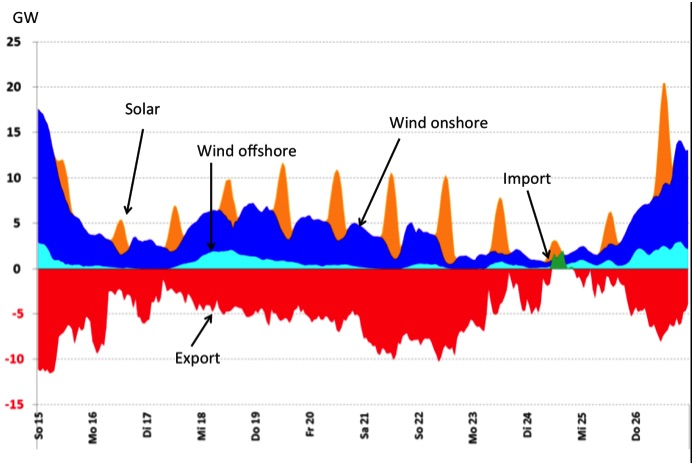 GW
25
20
15
10
5
0
-5
-10
-15
Solar
Wind offshore
Wind onshore
Import
Export
So 15
Mo 16
Di 17
Mi 18
Do 19
Fr 20
Sa 21
So 22
Mo 23
Di 24
Mi 25
Do 26